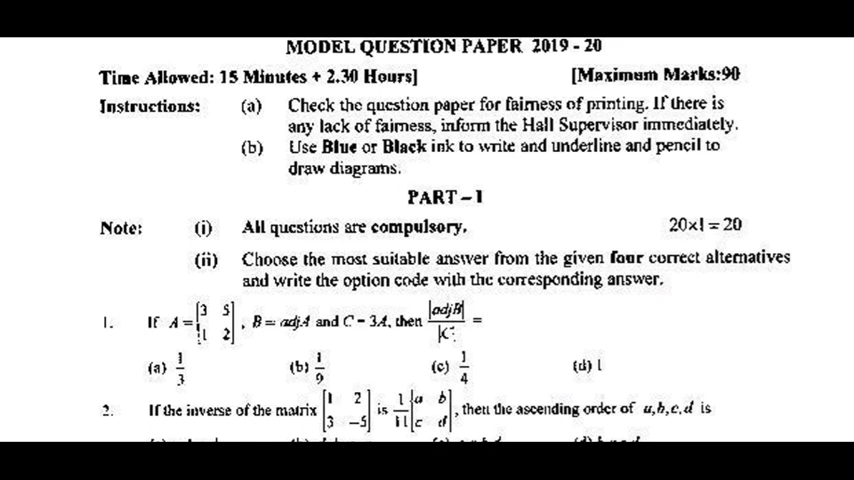 MODEL QUESTION PAPER 2019 - 20
Time Allowed: 15 Minutes + 2.30 Hours] [Maximum Marks:90
Instructions: (a) Check the question paper for fairness of printing. If there is
any lack of fairness, inform the Hall Supervisor immediately.
(b) Use Blue or Black ink to write and underline and pencil to
draw diagrams.
PART - I
Note: (i) All questions are compulsory. 20×1 = 20
(ii) Choose the most suitable answer from the given four correct alternatives
and write the option code with the corresponding answer.
1. If A = [3 5; 1 2], B = adj A and C = 3A, then |adjB| / |C| =
(a) 1/3 (b) 1/9 (c) 1/4 (d) 1
2. If the inverse of the matrix [1 2; 3 -5] is 1/11 [a b; c d], then the ascending order of a,b,c,d is